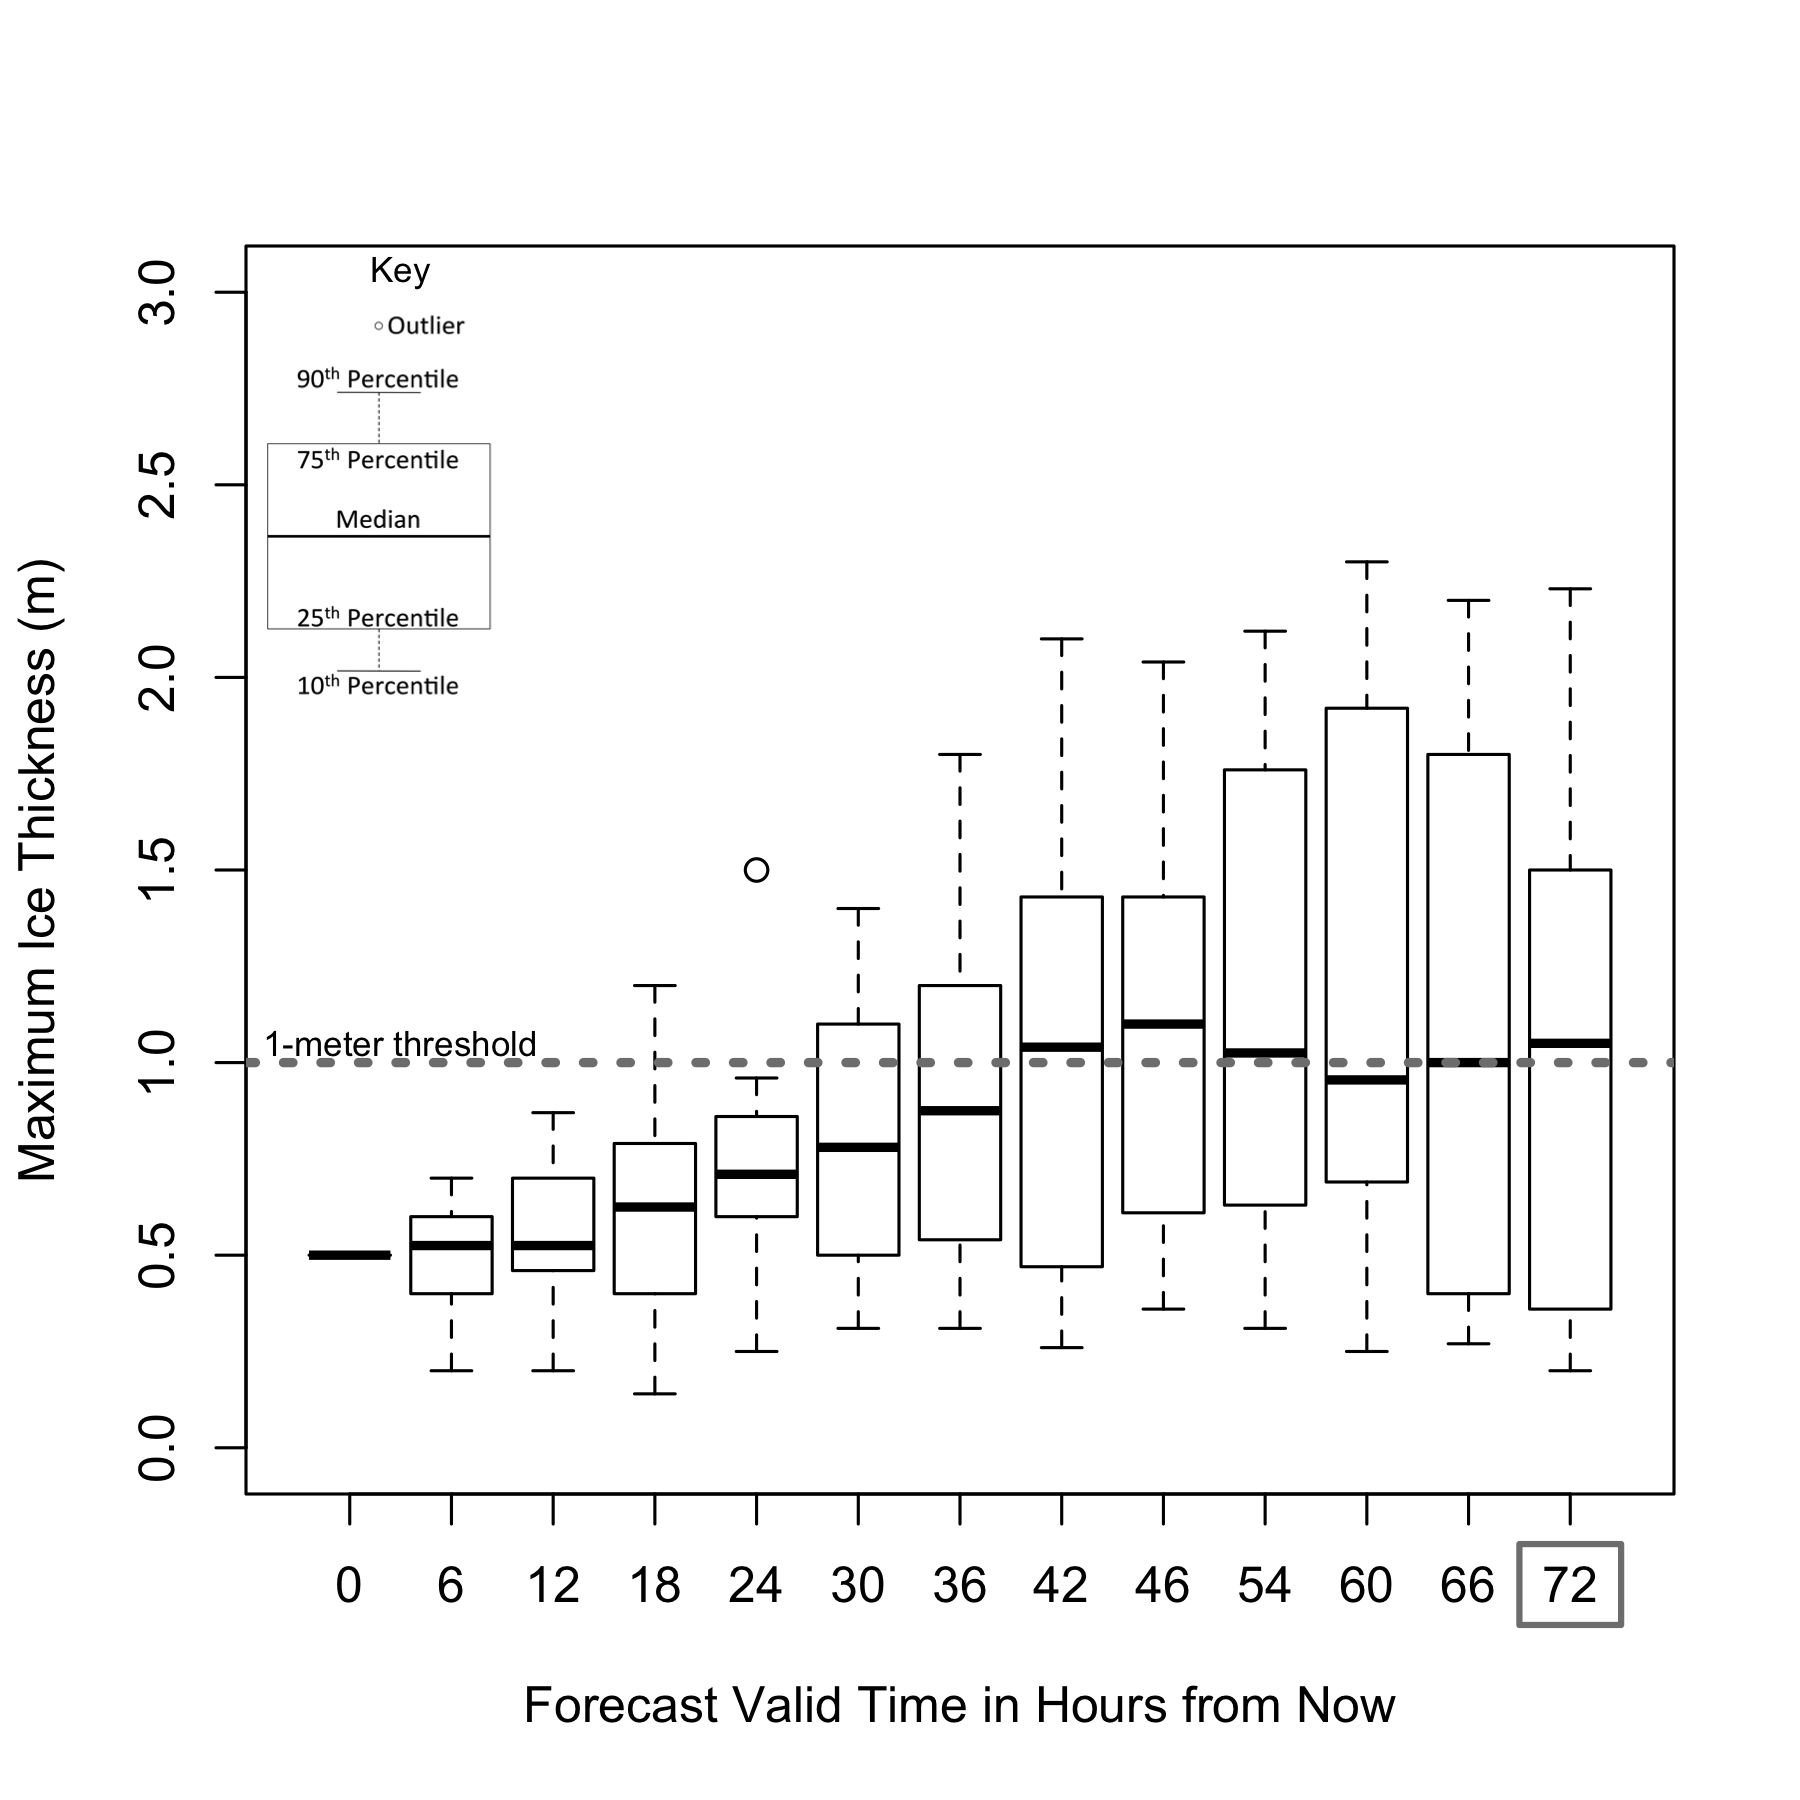 Key
Outlier
90th Percentile
75th Percentile
Median
25th Percentile
10th Percentile
1-meter threshold
Maximum Ice Thickness (m)
3.0
2.5
2.0
1.5
1.0
0.5
0.0
0 6 12 18 24 30 36 42 46 54 60 66 72
Forecast Valid Time in Hours from Now